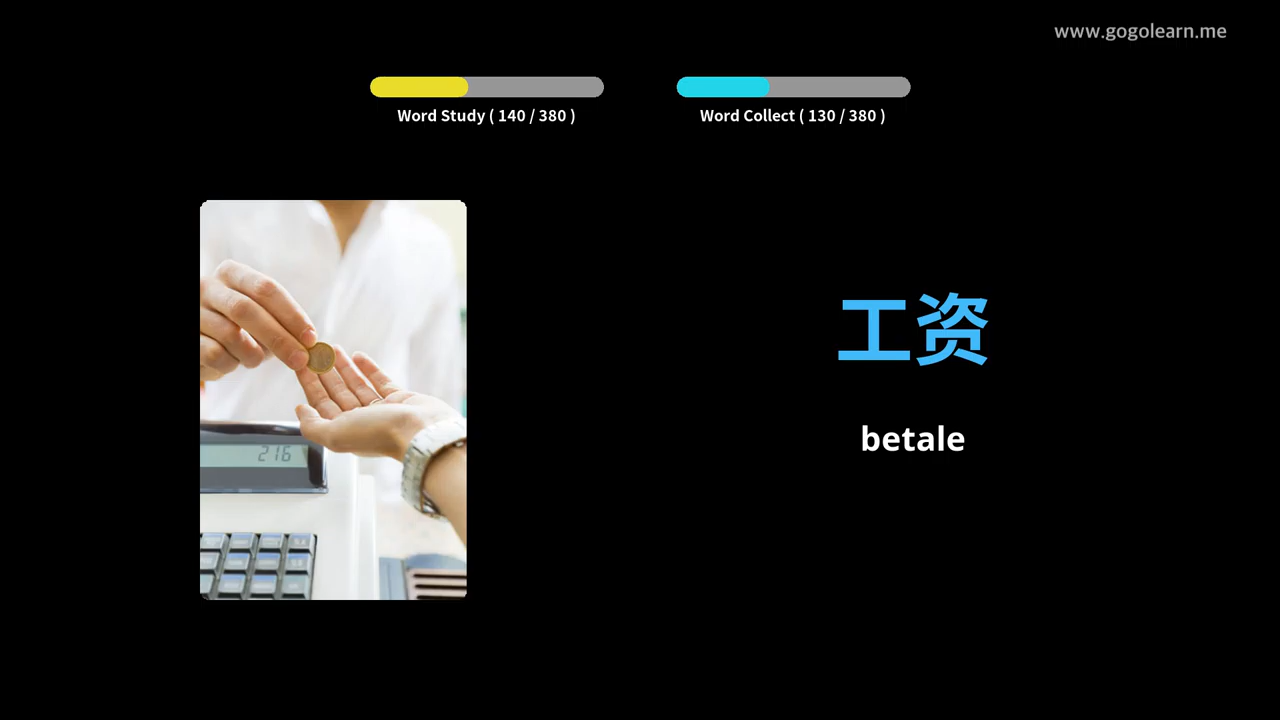 www.gogolearn.me
Word Study ( 140 / 380 )
Word Collect ( 130 / 380 )
工资
betale
216